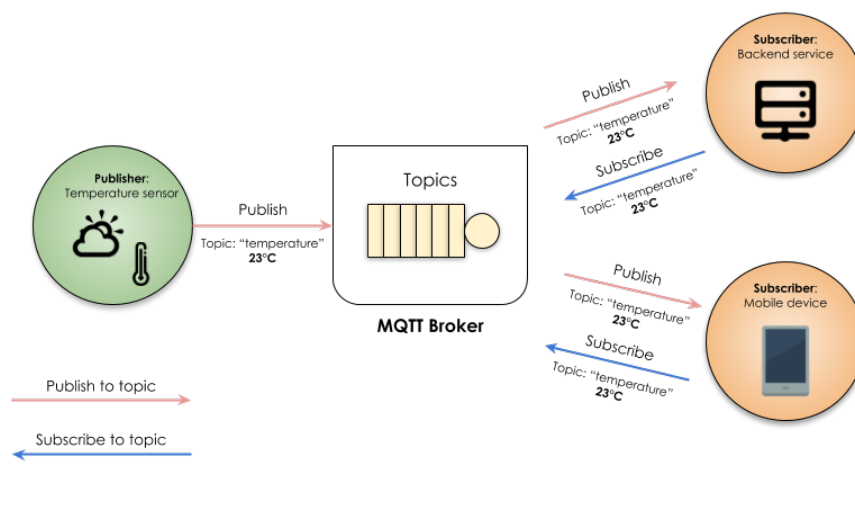 Publisher:
Temperature sensor
Publish
Topic: “temperature”
23°C
Topics
MQTT Broker
Publish
Topic: “temperature”
23°C
Subscribe
Topic: “temperature”
23°C
Subscriber:
Backend service
Publish
Topic: “temperature”
23°C
Subscribe
Topic: “temperature”
23°C
Subscriber:
Mobile device
Publish to topic
Subscribe to topic